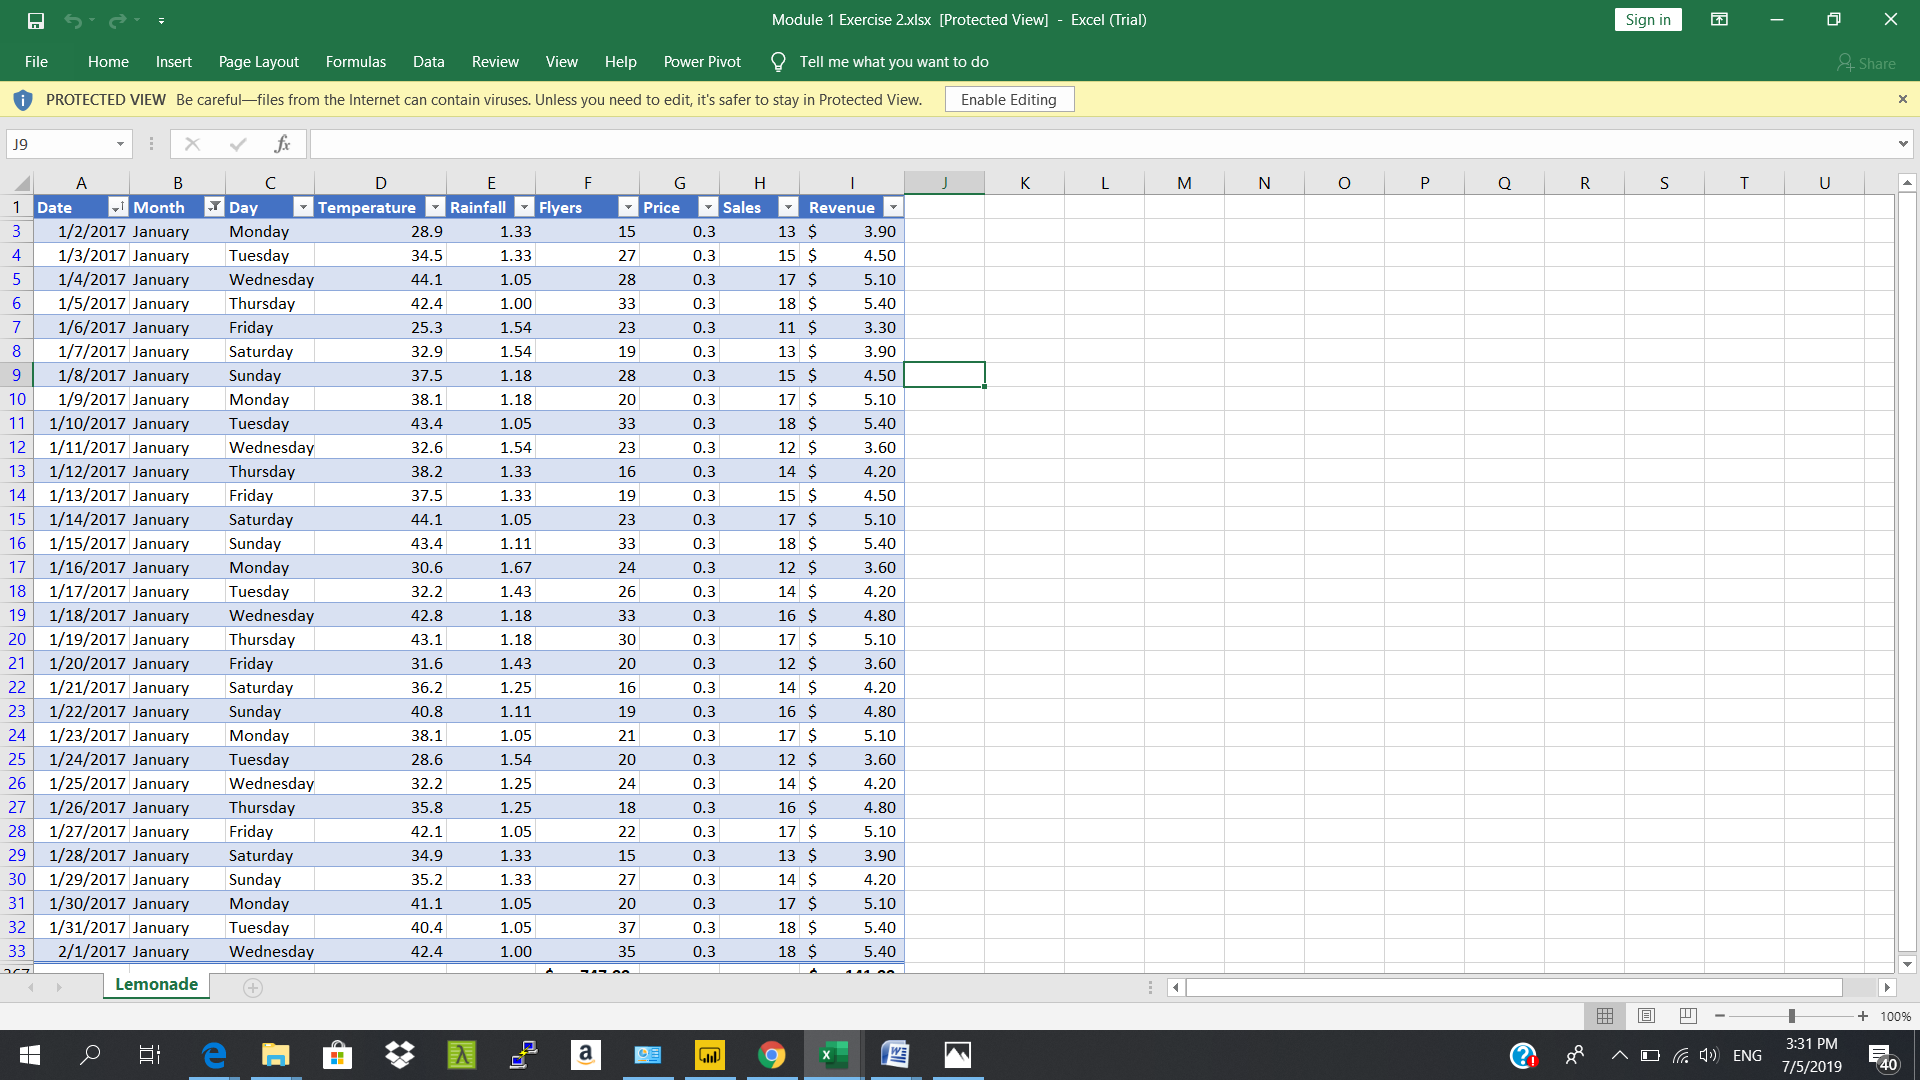 Module 1 Exercise 2.xlsx [Protected View] - Excel (Trial)
Sign in
File Home Insert Page Layout Formulas Data Review View Help Power Pivot Tell me what you want to do Share
PROTECTED VIEW Be careful—files from the Internet can contain viruses. Unless you need to edit, it's safer to stay in Protected View. Enable Editing
J9 fx
A B C D E F G H I J K L M N O P Q R S T U
1 Date Month Day Temperature Rainfall Flyers Price Sales Revenue
3 1/2/2017 January Monday 28.9 1.33 15 0.3 13 $ 3.90
4 1/3/2017 January Tuesday 34.5 1.33 27 0.3 15 $ 4.50
5 1/4/2017 January Wednesday 44.1 1.05 28 0.3 17 $ 5.10
6 1/5/2017 January Thursday 42.4 1.00 33 0.3 18 $ 5.40
7 1/6/2017 January Friday 25.3 1.54 23 0.3 11 $ 3.30
8 1/7/2017 January Saturday 32.9 1.54 19 0.3 13 $ 3.90
9 1/8/2017 January Sunday 37.5 1.18 28 0.3 15 $ 4.50
10 1/9/2017 January Monday 38.1 1.18 20 0.3 17 $ 5.10
11 1/10/2017 January Tuesday 43.4 1.05 33 0.3 18 $ 5.40
12 1/11/2017 January Wednesday 32.6 1.54 23 0.3 12 $ 3.60
13 1/12/2017 January Thursday 38.2 1.33 16 0.3 14 $ 4.20
14 1/13/2017 January Friday 37.5 1.33 19 0.3 15 $ 4.50
15 1/14/2017 January Saturday 44.1 1.05 23 0.3 17 $ 5.10
16 1/15/2017 January Sunday 43.4 1.11 33 0.3 18 $ 5.40
17 1/16/2017 January Monday 30.6 1.67 24 0.3 12 $ 3.60
18 1/17/2017 January Tuesday 32.2 1.43 26 0.3 14 $ 4.20
19 1/18/2017 January Wednesday 42.8 1.18 33 0.3 16 $ 4.80
20 1/19/2017 January Thursday 43.1 1.18 30 0.3 17 $ 5.10
21 1/20/2017 January Friday 31.6 1.43 20 0.3 12 $ 3.60
22 1/21/2017 January Saturday 36.2 1.25 16 0.3 14 $ 4.20
23 1/22/2017 January Sunday 40.8 1.11 19 0.3 16 $ 4.80
24 1/23/2017 January Monday 38.1 1.05 21 0.3 17 $ 5.10
25 1/24/2017 January Tuesday 28.6 1.54 20 0.3 12 $ 3.60
26 1/25/2017 January Wednesday 32.2 1.25 24 0.3 14 $ 4.20
27 1/26/2017 January Thursday 35.8 1.25 18 0.3 16 $ 4.80
28 1/27/2017 January Friday 42.1 1.05 22 0.3 17 $ 5.10
29 1/28/2017 January Saturday 34.9 1.33 15 0.3 13 $ 3.90
30 1/29/2017 January Sunday 35.2 1.33 27 0.3 14 $ 4.20
31 1/30/2017 January Monday 41.1 1.05 20 0.3 17 $ 5.10
32 1/31/2017 January Tuesday 40.4 1.05 37 0.3 18 $ 5.40
33 2/1/2017 January Wednesday 42.4 1.00 35 0.3 18 $ 5.40
Lemonade
100%
ENG
3:31 PM
7/5/2019
40